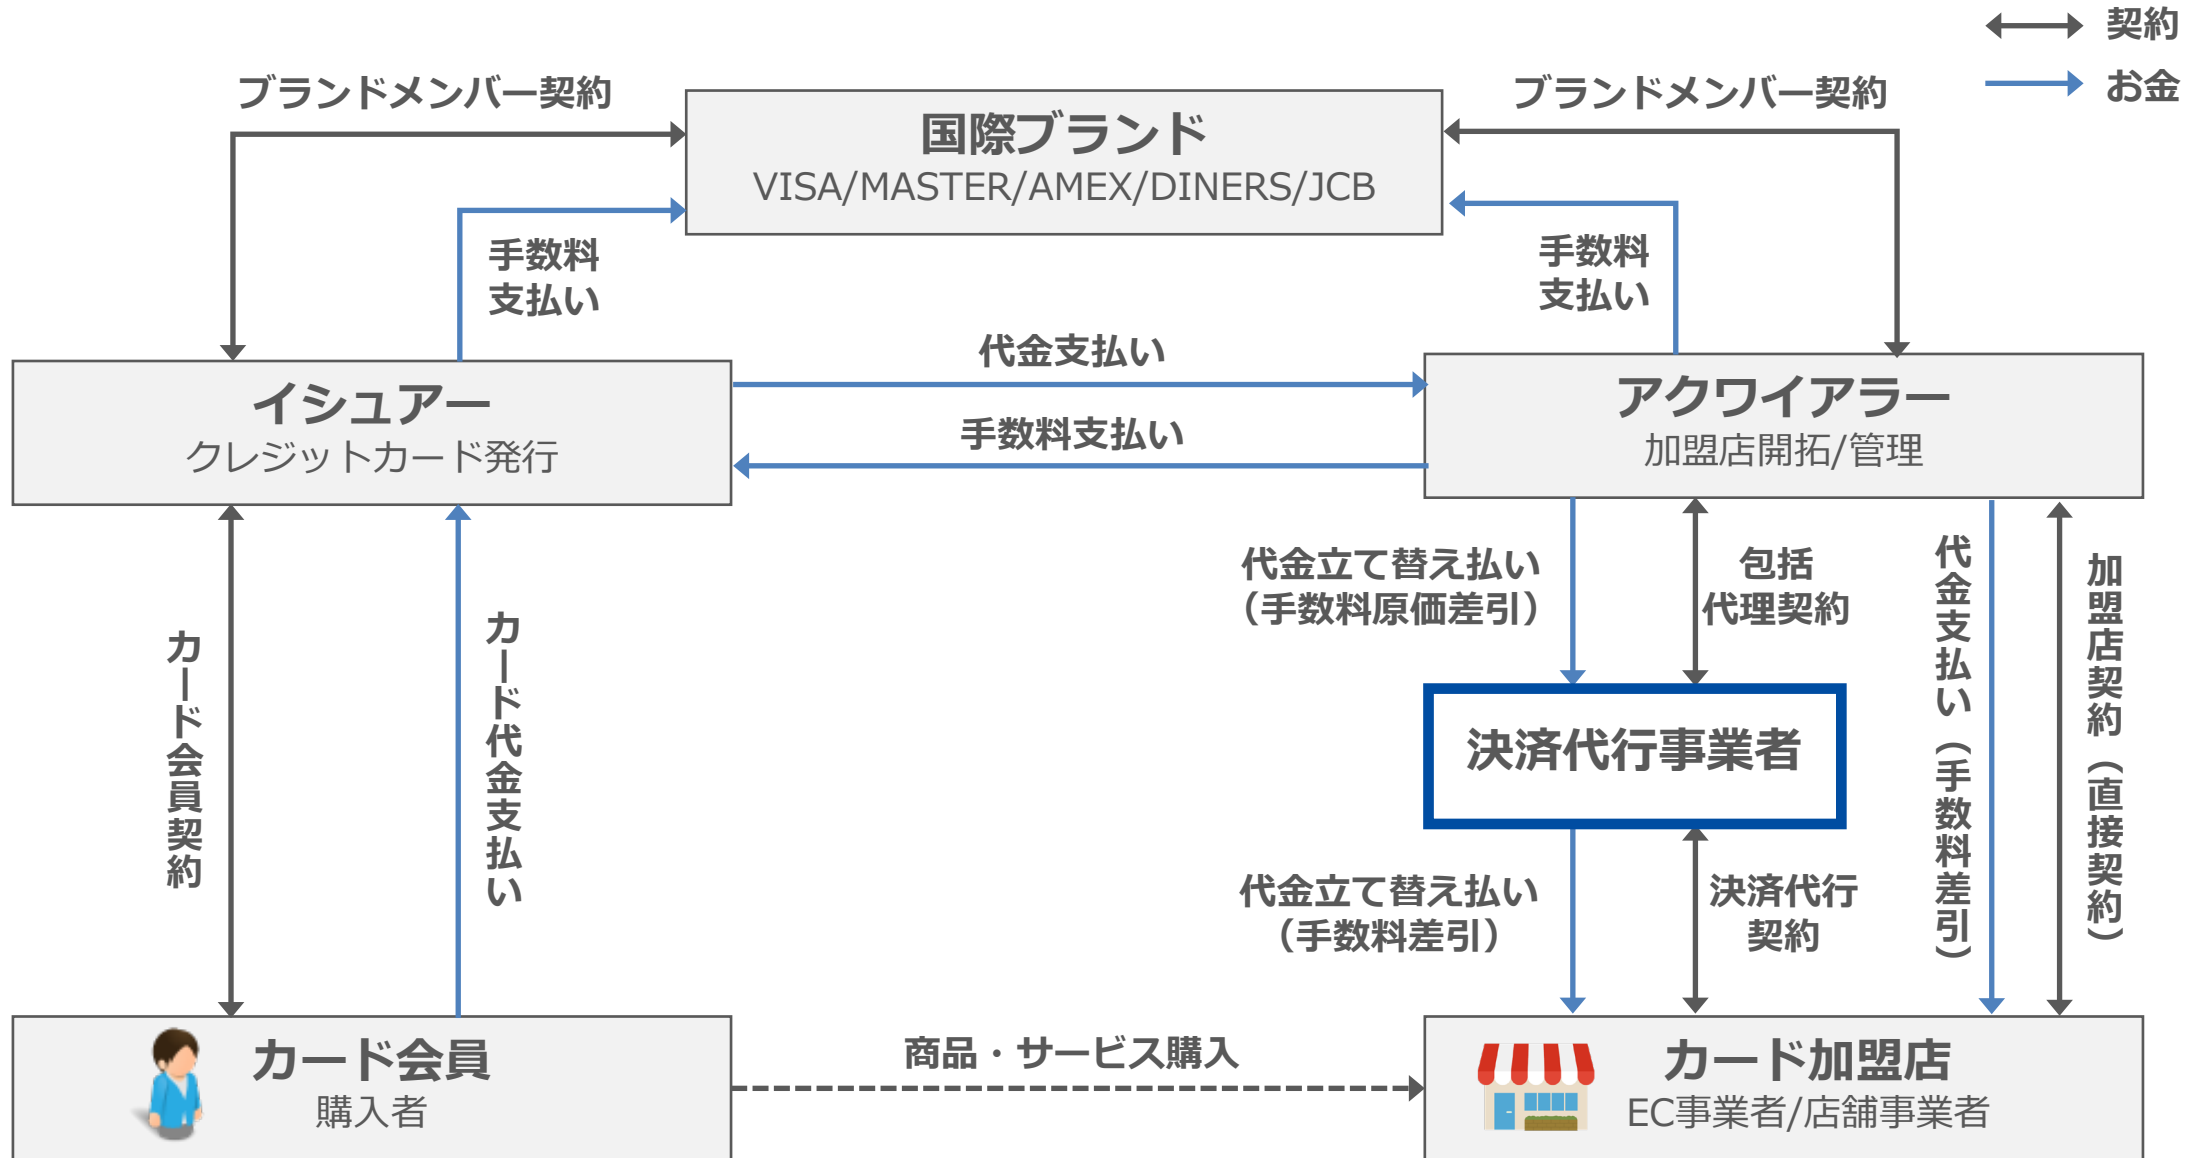 契約
お金
ブランドメンバー契約
ブランドメンバー契約
国際ブランド
VISA/MASTER/AMEX/DINERS/JCB
手数料
支払い
手数料
支払い
代金支払い
手数料支払い
イシュアー
クレジットカード発行
アクワイアラー
加盟店開拓/管理
カード会員契約
カード代金支払い
代金立て替え払い
（手数料原価差引）
包括
代理契約
代金支払い（手数料差引）
加盟店契約（直接契約）
決済代行事業者
代金立て替え払い
（手数料差引）
決済代行
契約
カード会員
購入者
商品・サービス購入
カード加盟店
EC事業者/店舗事業者